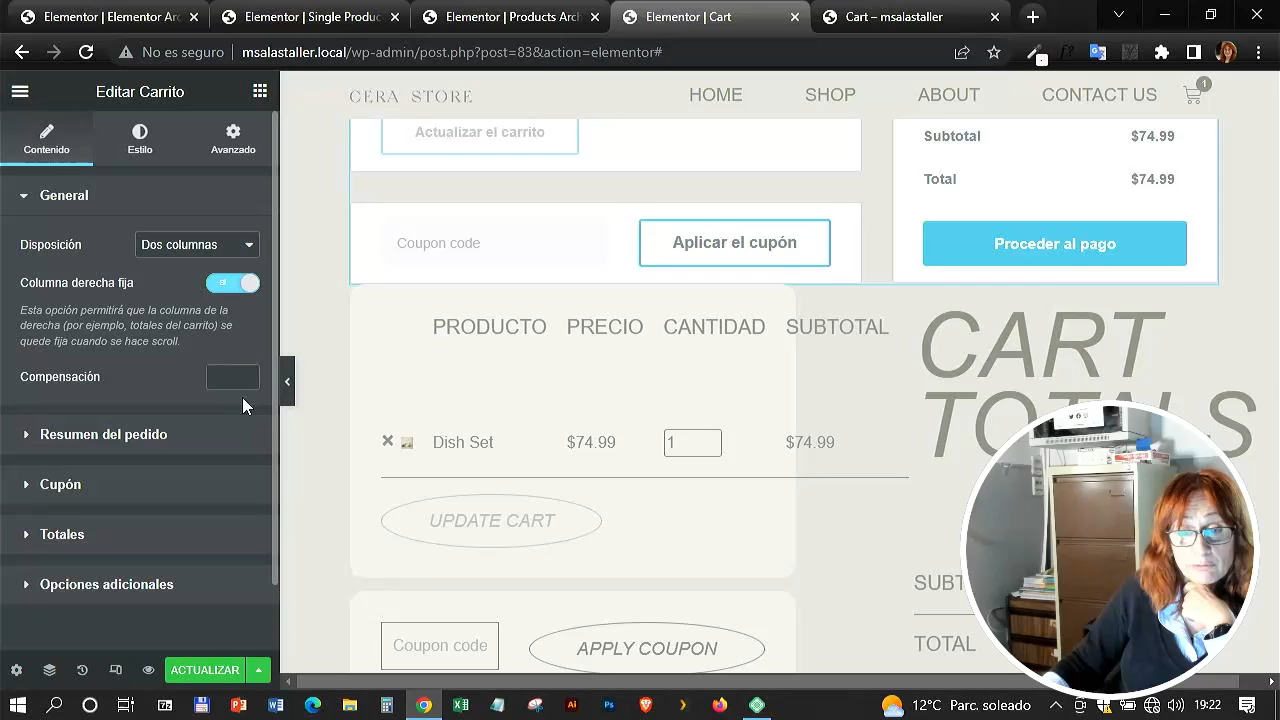 Elementor | Elementor Ar
Elementor | Single Produ
Elementor | Products Arch
Elementor | Cart
Cart – msalastaller
No es seguro
msalastaller.local/wp-admin/post.php?post=83&action=elementor#
f?
Editar Carrito
Contenido
Estilo
Avanzado
General
Disposición
Dos columnas
Columna derecha fija
Esta opción permitirá que la columna de la
derecha (por ejemplo, totales del carrito) se
quede fija cuando se hace scroll.
Compensación
Resumen del pedido
Cupón
Totales
Opciones adicionales
ACTUALIZAR
CERA STORE
HOME
SHOP
ABOUT
CONTACT US
1
Actualizar el carrito
Subtotal
$74.99
Total
$74.99
Coupon code
Aplicar el cupón
Proceder al pago
PRODUCTO
PRECIO
CANTIDAD
SUBTOTAL
Dish Set
$74.99
1
$74.99
UPDATE CART
Coupon code
APPLY COUPON
CART
TOTALS
SUBT
TOTAL
12°C
Parc. soleado
19:22